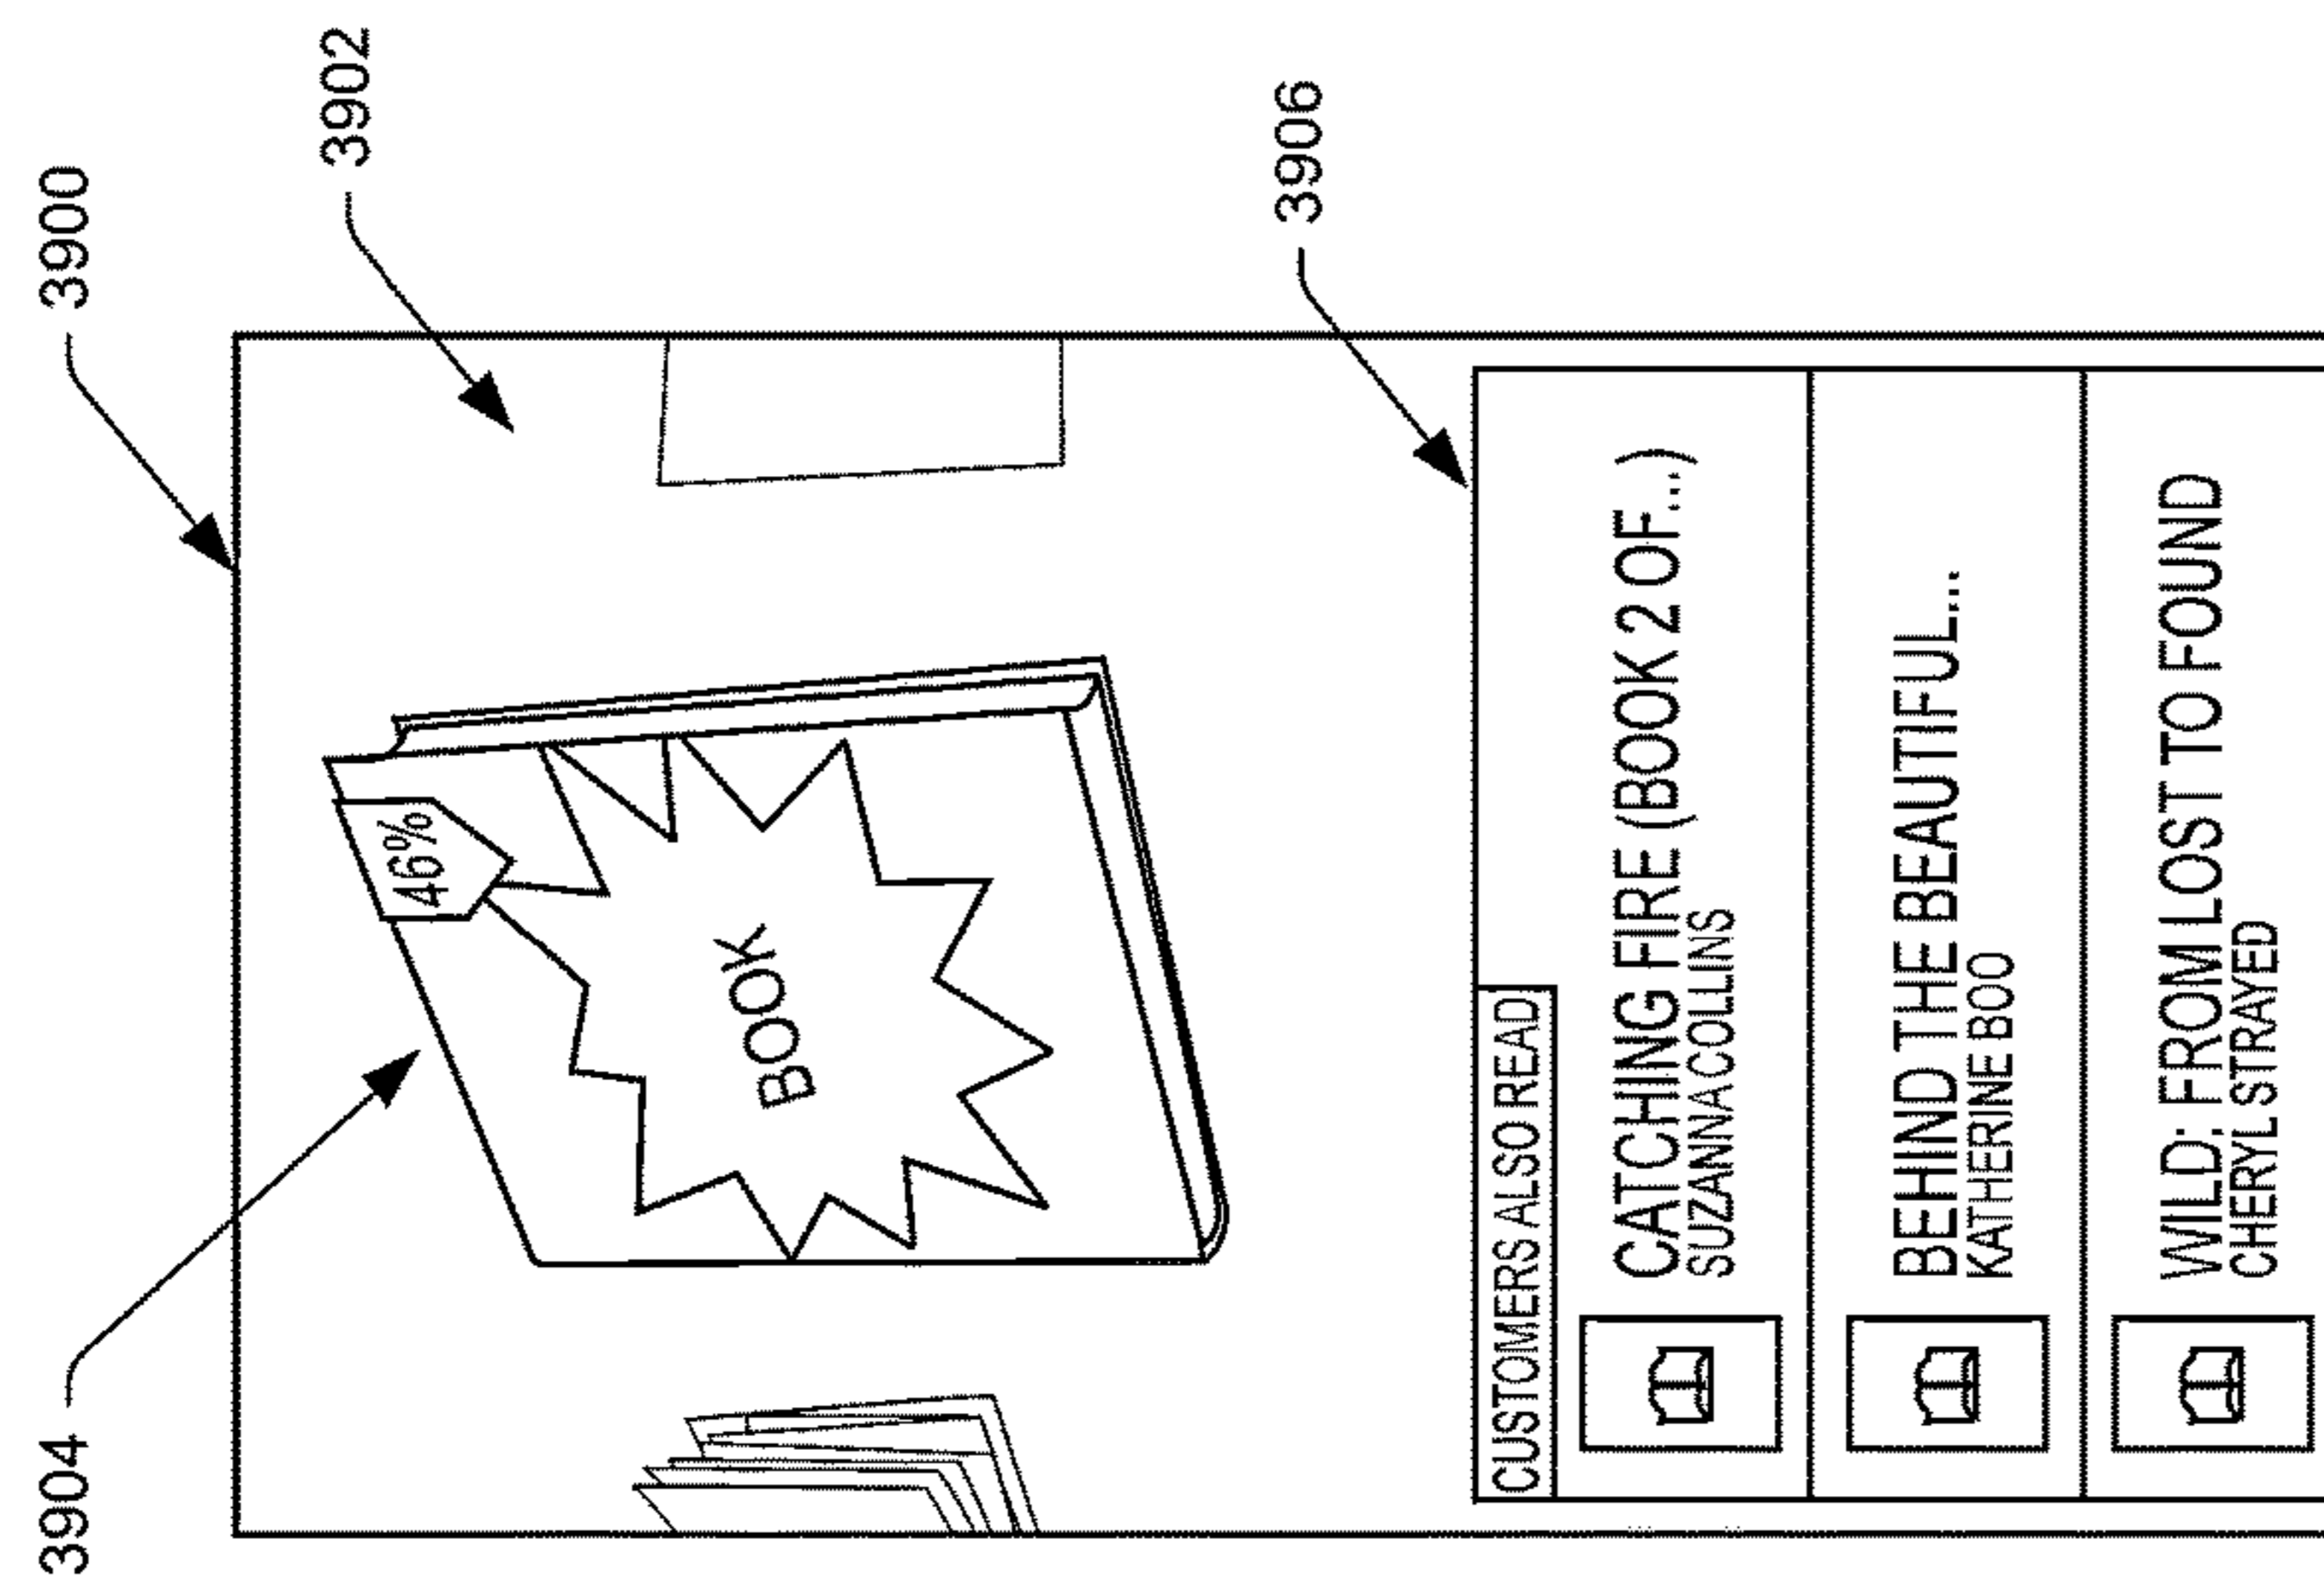 3900
3902
3904
46%
BOOK
3906
CUSTOMERS ALSO READ
CATCHING FIRE (BOOK 2 OF...)
SUZANNA COLLINS
BEHIND THE BEAUTIFUL...
KATHERINE BOO
WILD: FROM LOST TO FOUND
CHERYL STRAYED